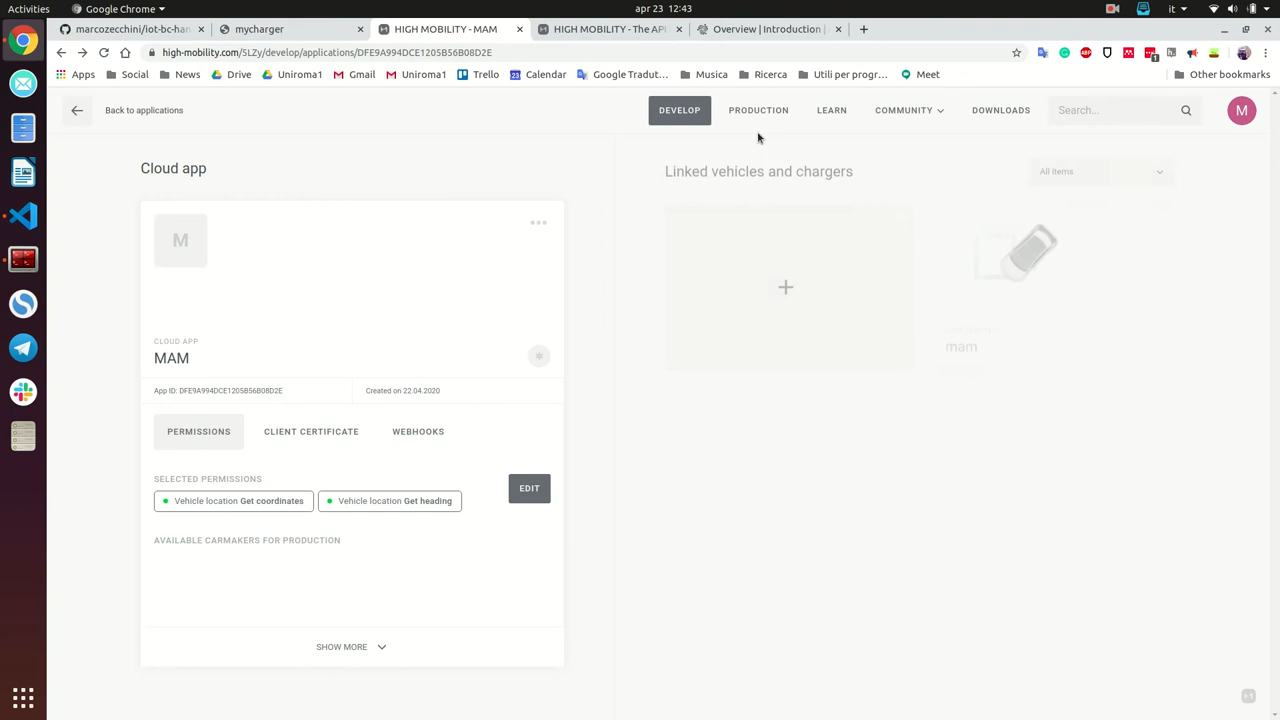 Activities
Google Chrome
apr 23 12:43
it
marcozecchini/iot-bc-han
mycharger
HIGH MOBILITY - MAM
HIGH MOBILITY - The API
Overview | Introduction
high-mobility.com/5LZy/develop/applications/DFE9A994DCE1205B56B08D2E
Apps
Social
News
Drive
Uniroma1
Gmail
Uniroma1
Trello
Calendar
Google Tradut…
Musica
Ricerca
Utili per progr…
Meet
Other bookmarks
Back to applications
DEVELOP
PRODUCTION
LEARN
COMMUNITY
DOWNLOADS
Search...
M
Cloud app
Linked vehicles and chargers
All items
M
CLOUD APP
MAM
mam
App ID: DFE9A994DCE1205B56B08D2E
Created on 22.04.2020
PERMISSIONS
CLIENT CERTIFICATE
WEBHOOKS
SELECTED PERMISSIONS
EDIT
Vehicle location Get coordinates
Vehicle location Get heading
AVAILABLE CARMAKERS FOR PRODUCTION
SHOW MORE